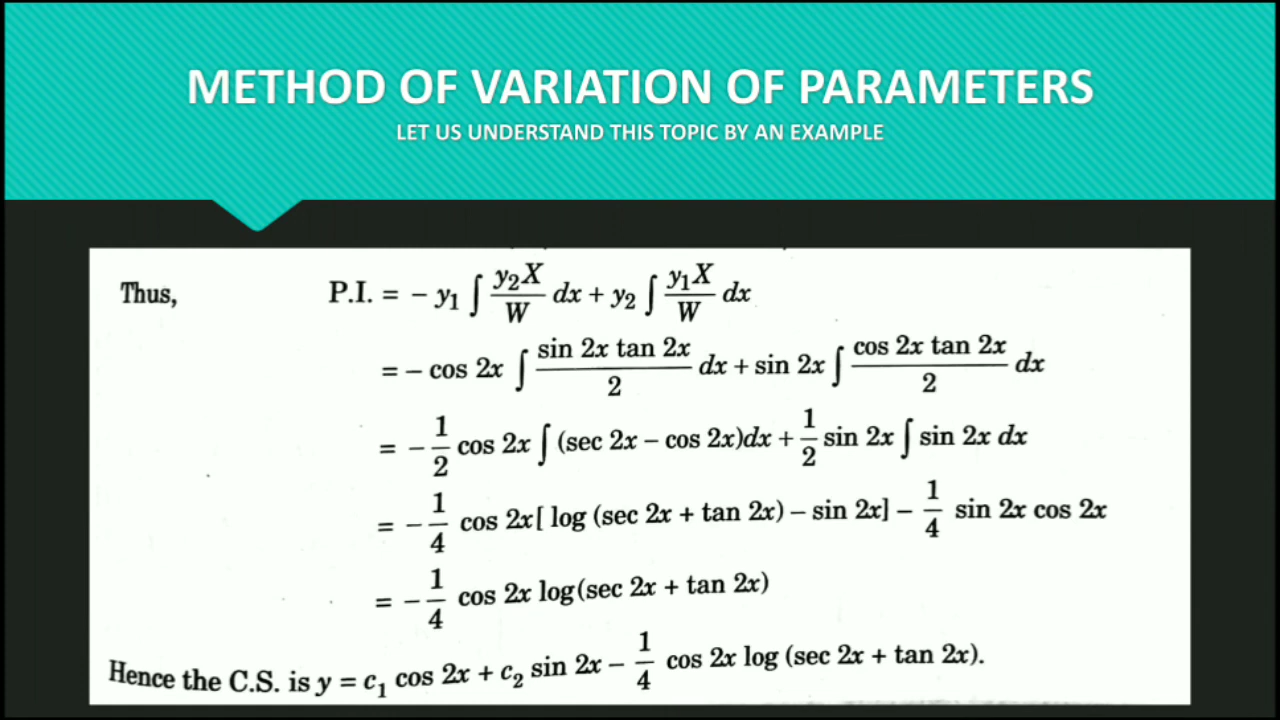 METHOD OF VARIATION OF PARAMETERS
LET US UNDERSTAND THIS TOPIC BY AN EXAMPLE
Thus, P.I. = − y₁ ∫ y₂X/W dx + y₂ ∫ y₁X/W dx
= − cos 2x ∫ sin 2x tan 2x/2 dx + sin 2x ∫ cos 2x tan 2x/2 dx
= − 1/2 cos 2x ∫ (sec 2x − cos 2x)dx + 1/2 sin 2x ∫ sin 2x dx
= − 1/4 cos 2x[ log (sec 2x + tan 2x) − sin 2x] − 1/4 sin 2x cos 2x
= − 1/4 cos 2x log(sec 2x + tan 2x)
Hence the C.S. is y = c₁ cos 2x + c₂ sin 2x − 1/4 cos 2x log (sec 2x + tan 2x).